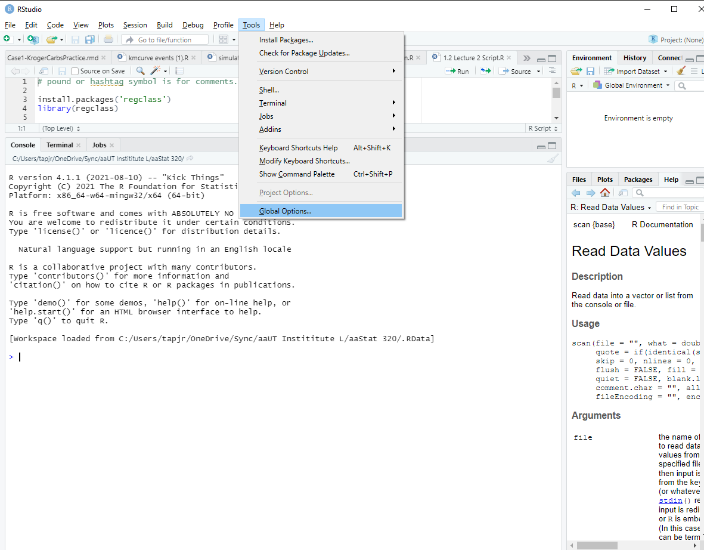 RStudio
File Edit Code View Plots Session Build Debug Profile Tools Help
Go to file/function
Project: (None)
Install Packages...
Check for Package Updates...
Version Control
Shell...
Terminal
Jobs
Addins
Keyboard Shortcuts Help Alt+Shift+K
Modify Keyboard Shortcuts...
Show Command Palette Ctrl+Shift+P
Project Options...
Global Options...
Case1-KrogerCarbsPractice.rmd
kmcurve events (1).R
simulat
1.2 Lecture 2 Script.R
Source on Save
Run
Source
1 # pound or hashtag symbol is for comments.
2
3 install.packages('regclass')
4 library(regclass)
5
1:1 (Top Level) R Script
Console Terminal Jobs
C:/Users/tapjr/OneDrive/Sync/aaUT Instititute L/aaStat 320/
R version 4.1.1 (2021-08-10) -- "Kick Things"
Copyright (C) 2021 The R Foundation for Statisti
Platform: x86_64-w64-mingw32/x64 (64-bit)
R is free software and comes with ABSOLUTELY NO
You are welcome to redistribute it under certain conditions.
Type 'license()' or 'licence()' for distribution details.
Natural language support but running in an English locale
R is a collaborative project with many contributors.
Type 'contributors()' for more information and
'citation()' on how to cite R or R packages in publications.
Type 'demo()' for some demos, 'help()' for on-line help, or
'help.start()' for an HTML browser interface to help.
Type 'q()' to quit R.
[Workspace loaded from C:/Users/tapjr/OneDrive/Sync/aaUT Instititute L/aaStat 320/.RData]
>
Environment History Connec
Import Dataset
R Global Environment
Environment is empty
Files Plots Packages Help
R: Read Data Values Find in Topic
scan {base} R Documentation
Read Data Values
Description
Read data into a vector or list from
the console or file.
Usage
scan(file = "", what = doub
quote = if(identical(s
skip = 0, nlines = 0,
flush = FALSE, fill =
quiet = FALSE, blank.l
comment.char = "", all
fileEncoding = "", enc
Arguments
file the name of
to read data
values from
specified file
then input is
from the key
(or whateve
stdin() re
input is redi
or R is embe
(In this case
can be term